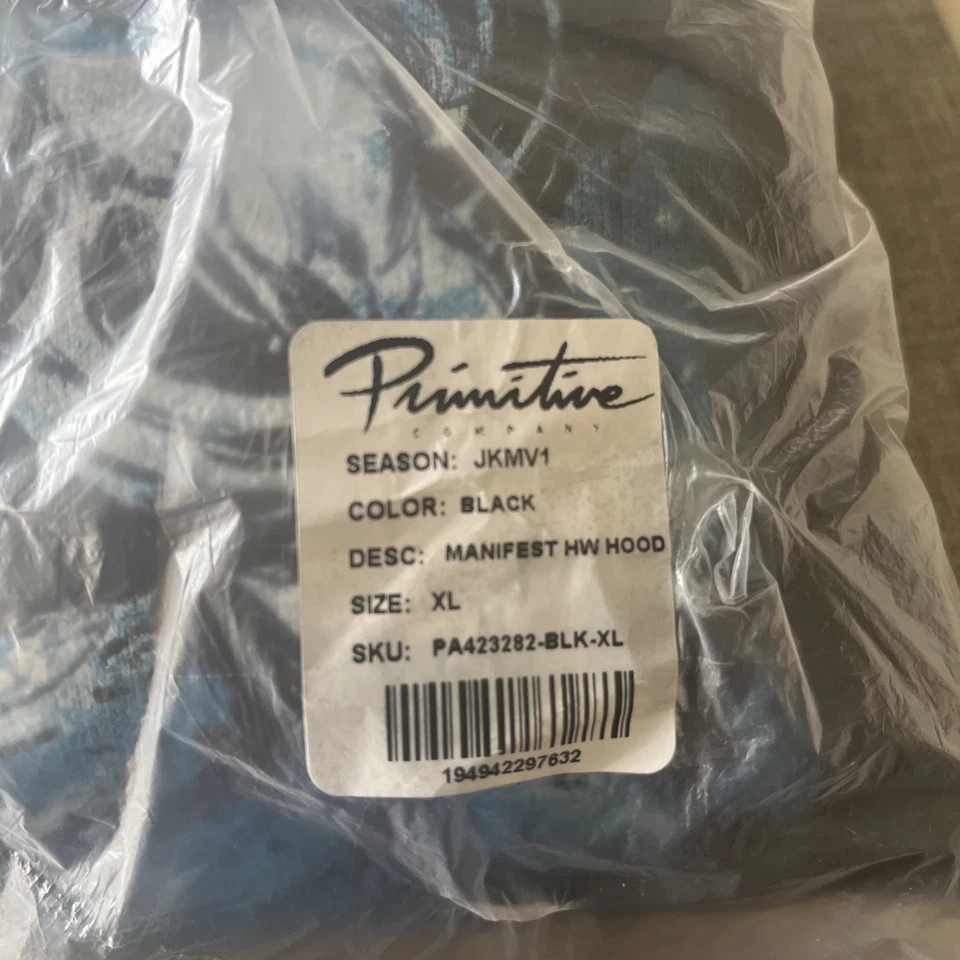 Primitive
COMPANY
SEASON: JKMV1
COLOR: BLACK
DESC: MANIFEST HW HOOD
SIZE: XL
SKU: PA423282-BLK-XL
194942297632